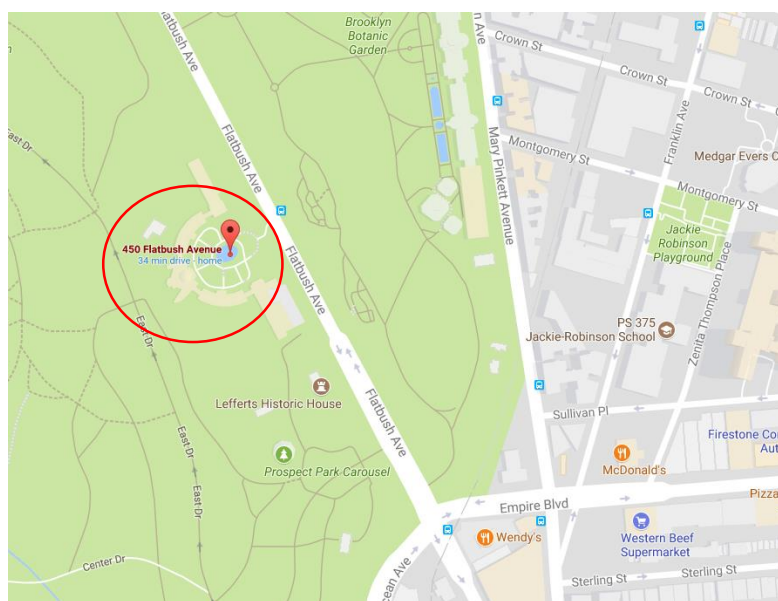 Brooklyn
Botanic
Garden
Flatbush Ave
Crown St
Crown St
Crown St
Franklin Ave
Medgar Evers C
Montgomery St
Montgomery St
Mary Pinkett Avenue
Flatbush Ave
East Dr
450 Flatbush Avenue
34 min drive - home
Jackie
Robinson
Playground
Zenita Thompson Place
Flatbush Ave
East Dr
PS 375
Jackie-Robinson School
Lefferts Historic House
Flatbush Ave
Sullivan Pl
East Dr
Firestone Co
Aut
McDonald's
Prospect Park Carousel
East Dr
Empire Blvd
Pizza
Wendy's
Western Beef
Supermarket
Center Dr
cean Ave
Sterling St
Sterling St